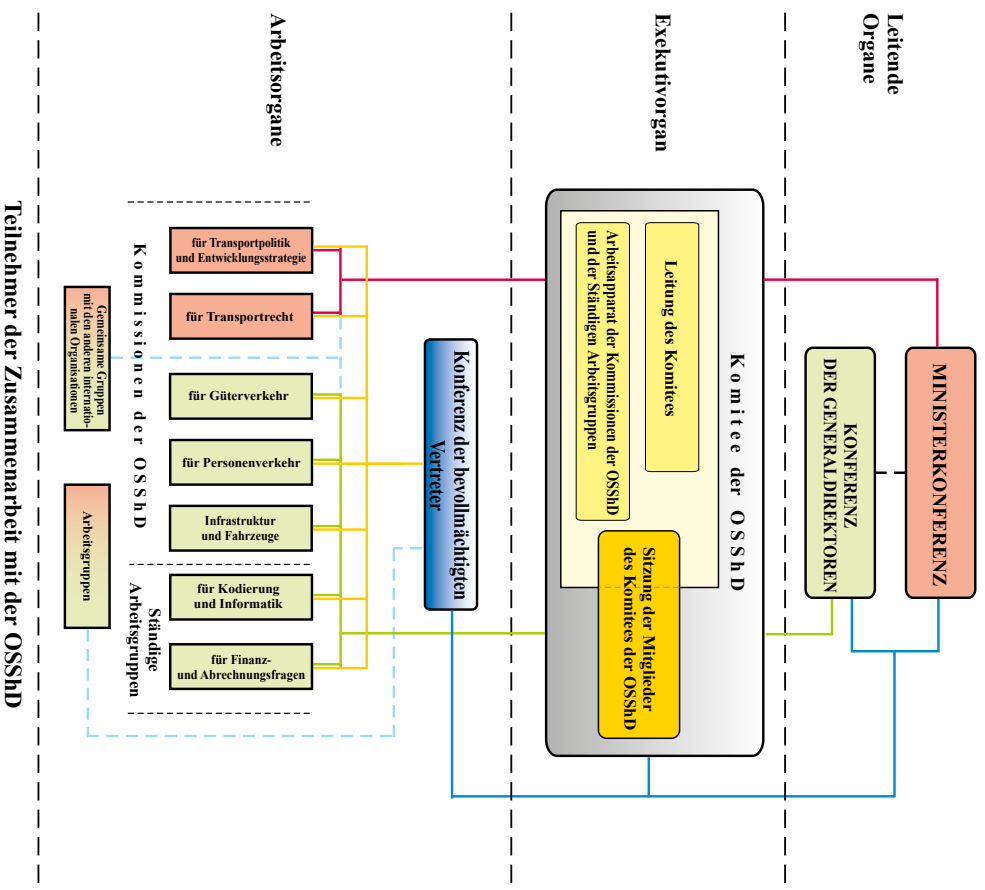 Leitende
Organe
MINISTERKONFERENZ
KONFERENZ
DER GENERALDIREKTOREN
Exekutivorgan
Komitee der OSShD
Leitung des Komitees
Arbeitsapparat der Kommissionen der OSShD
und der Ständigen Arbeitsgruppen
Sitzung der Mitglieder
des Komitees der OSShD
Arbeitsorgane
Konferenz der bevollmächtigten
Vertreter
für Transportpolitik
und Entwicklungsstrategie
für Transportrecht
für Güterverkehr
für Personenverkehr
Infrastruktur
und Fahrzeuge
für Kodierung
und Informatik
für Finanz-
und Abrechnungsfragen
Kommissionen der OSShD
Ständige
Arbeitsgruppen
Gemeinsame Gruppen
mit den anderen internatio-
nalen Organisationen
Arbeitsgruppen
Teilnehmer der Zusammenarbeit mit der OSShD